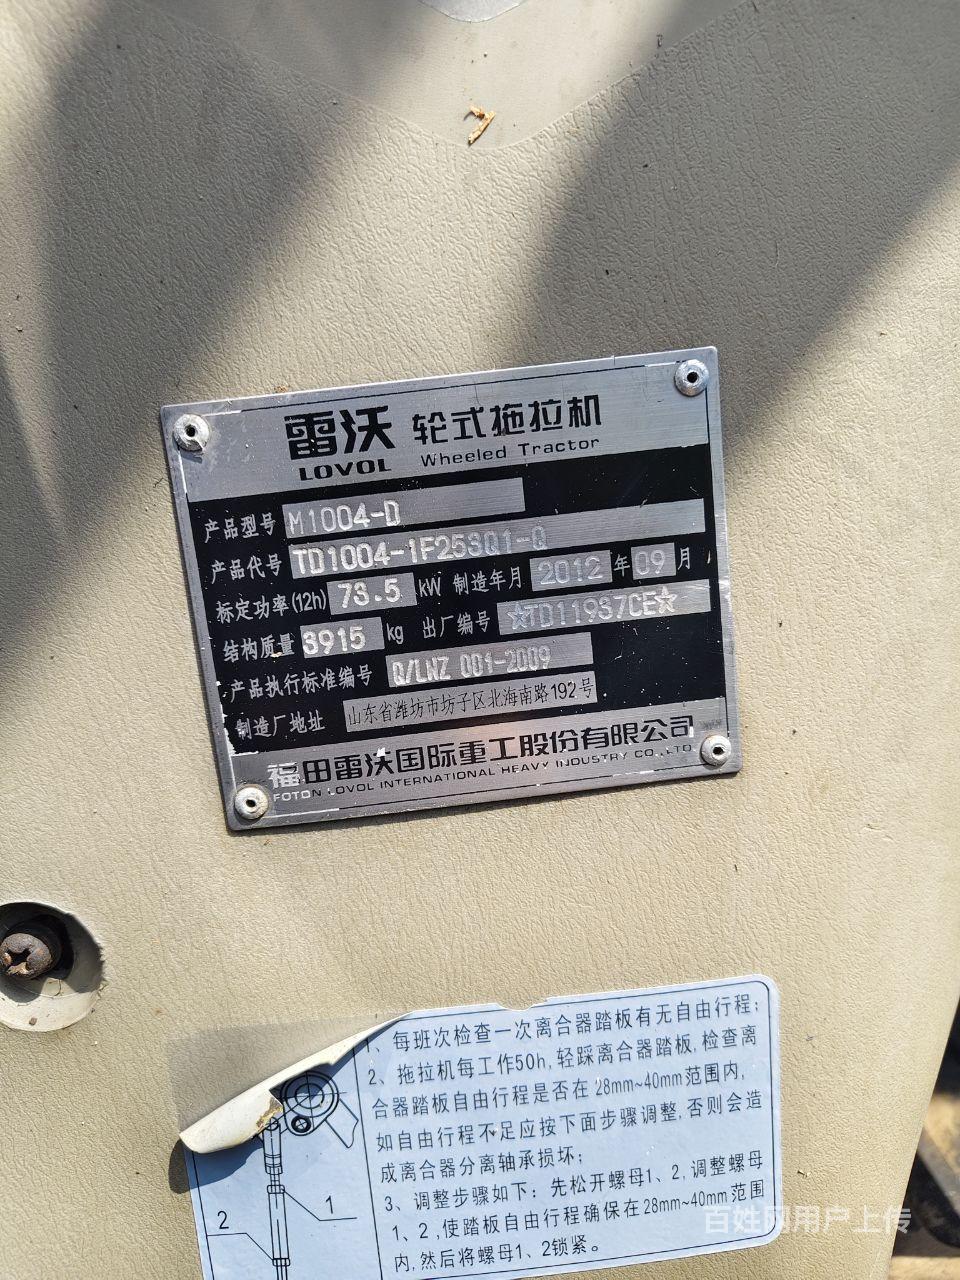 雷沃 轮式拖拉机
LOVOL Wheeled Tractor
产品型号 M1004-D
产品代号 TD1004-1F253Q1-Q
标定功率(12h) 73.5 kW 制造年月 2012 年 09 月
结构质量 3915 kg 出厂编号 ☆TD11937CE☆
产品执行标准编号 Q/LWZ 001-2009
制造厂地址 山东省潍坊市坊子区北海南路192号
福田雷沃国际重工股份有限公司
FOTON LOVOL INTERNATIONAL HEAVY INDUSTRY CO.,LTD
1、每班次检查一次离合器踏板有无自由行程;
2、拖拉机每工作50h,轻踩离合器踏板,检查离
合器踏板自由行程是否在28mm~40mm范围内,
如自由行程不足应按下面步骤调整,否则会造
成离合器分离轴承损坏;
3、调整步骤如下:先松开螺母1、2,调整螺母
1、2,使踏板自由行程确保在28mm~40mm范围
内,然后将螺母1、2锁紧。
1
2
百姓网用户上传